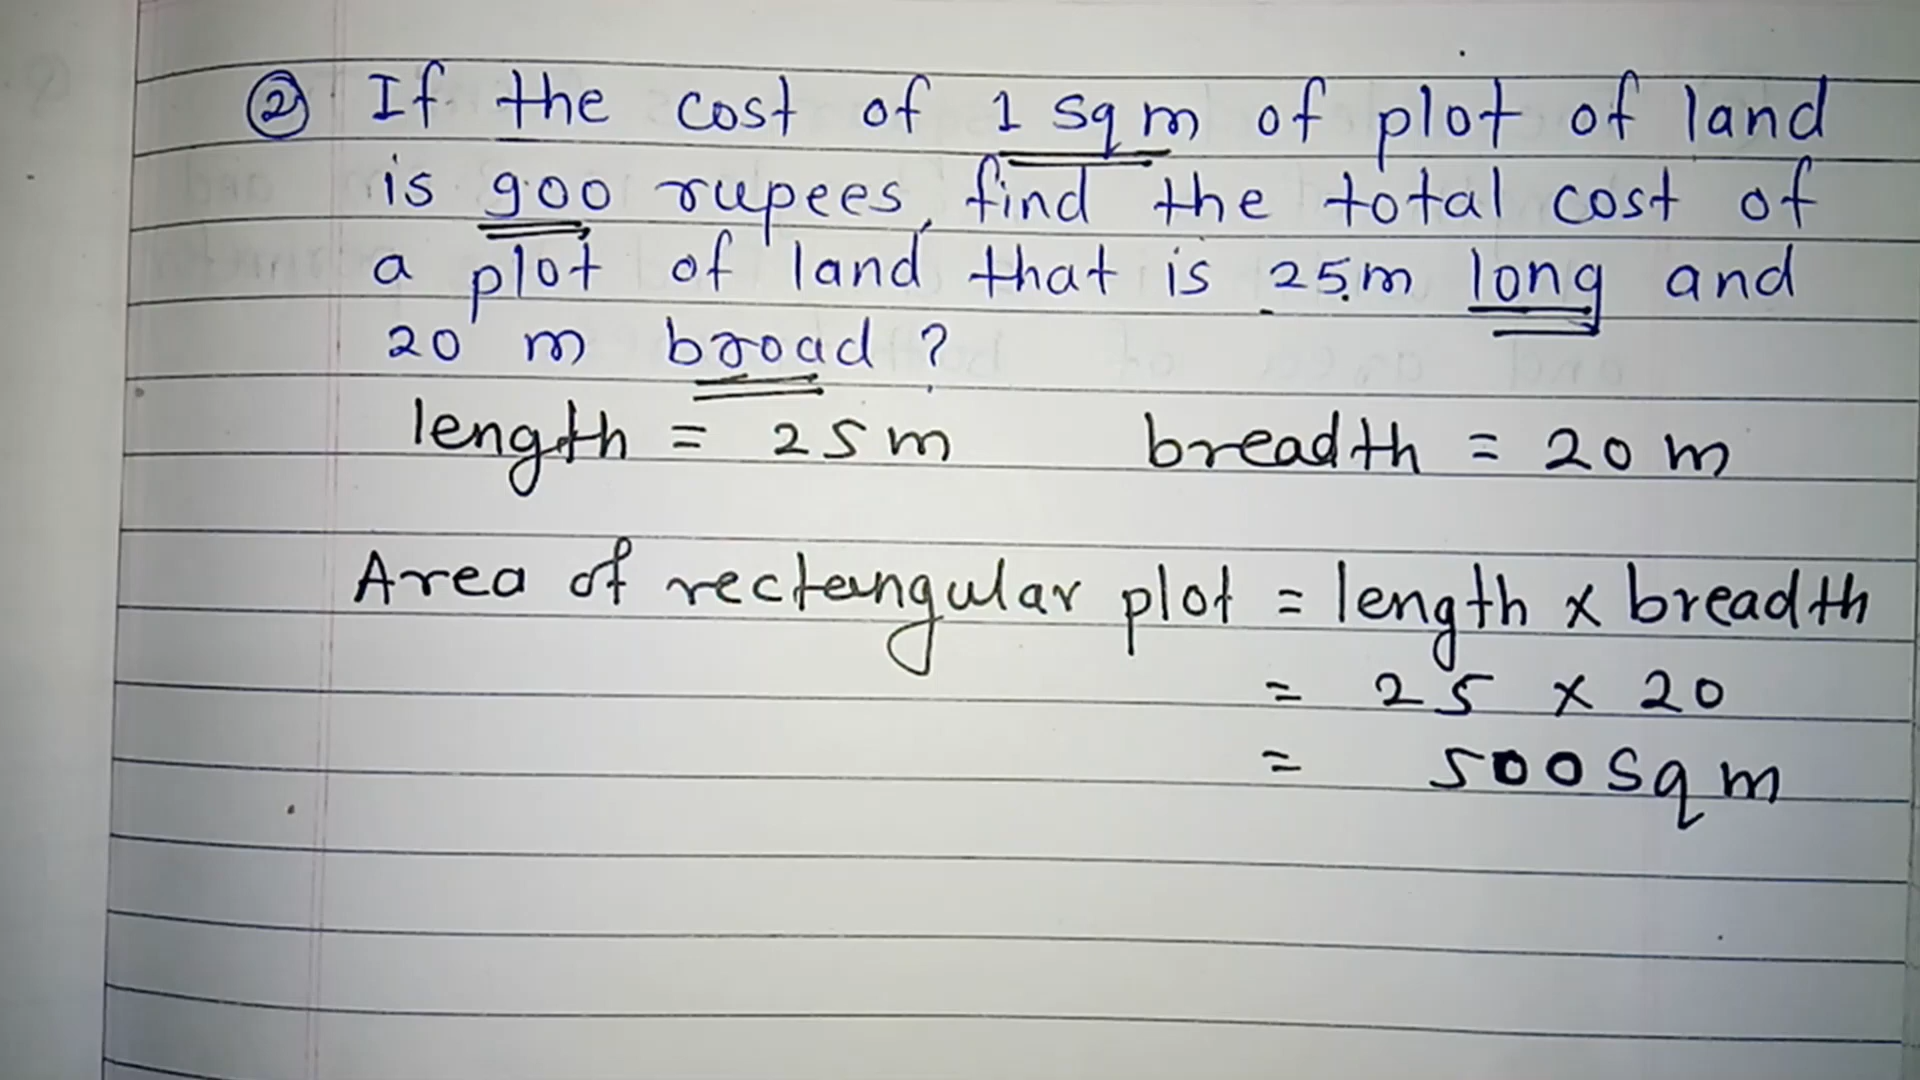 ② If the cost of 1 sq m of plot of land
is 900 rupees, find the total cost of
a plot of land that is 25m long and
20 m broad ?
length = 25 m breadth = 20 m
Area of rectangular plot = length x breadth
= 25 x 20
= 500 sq m